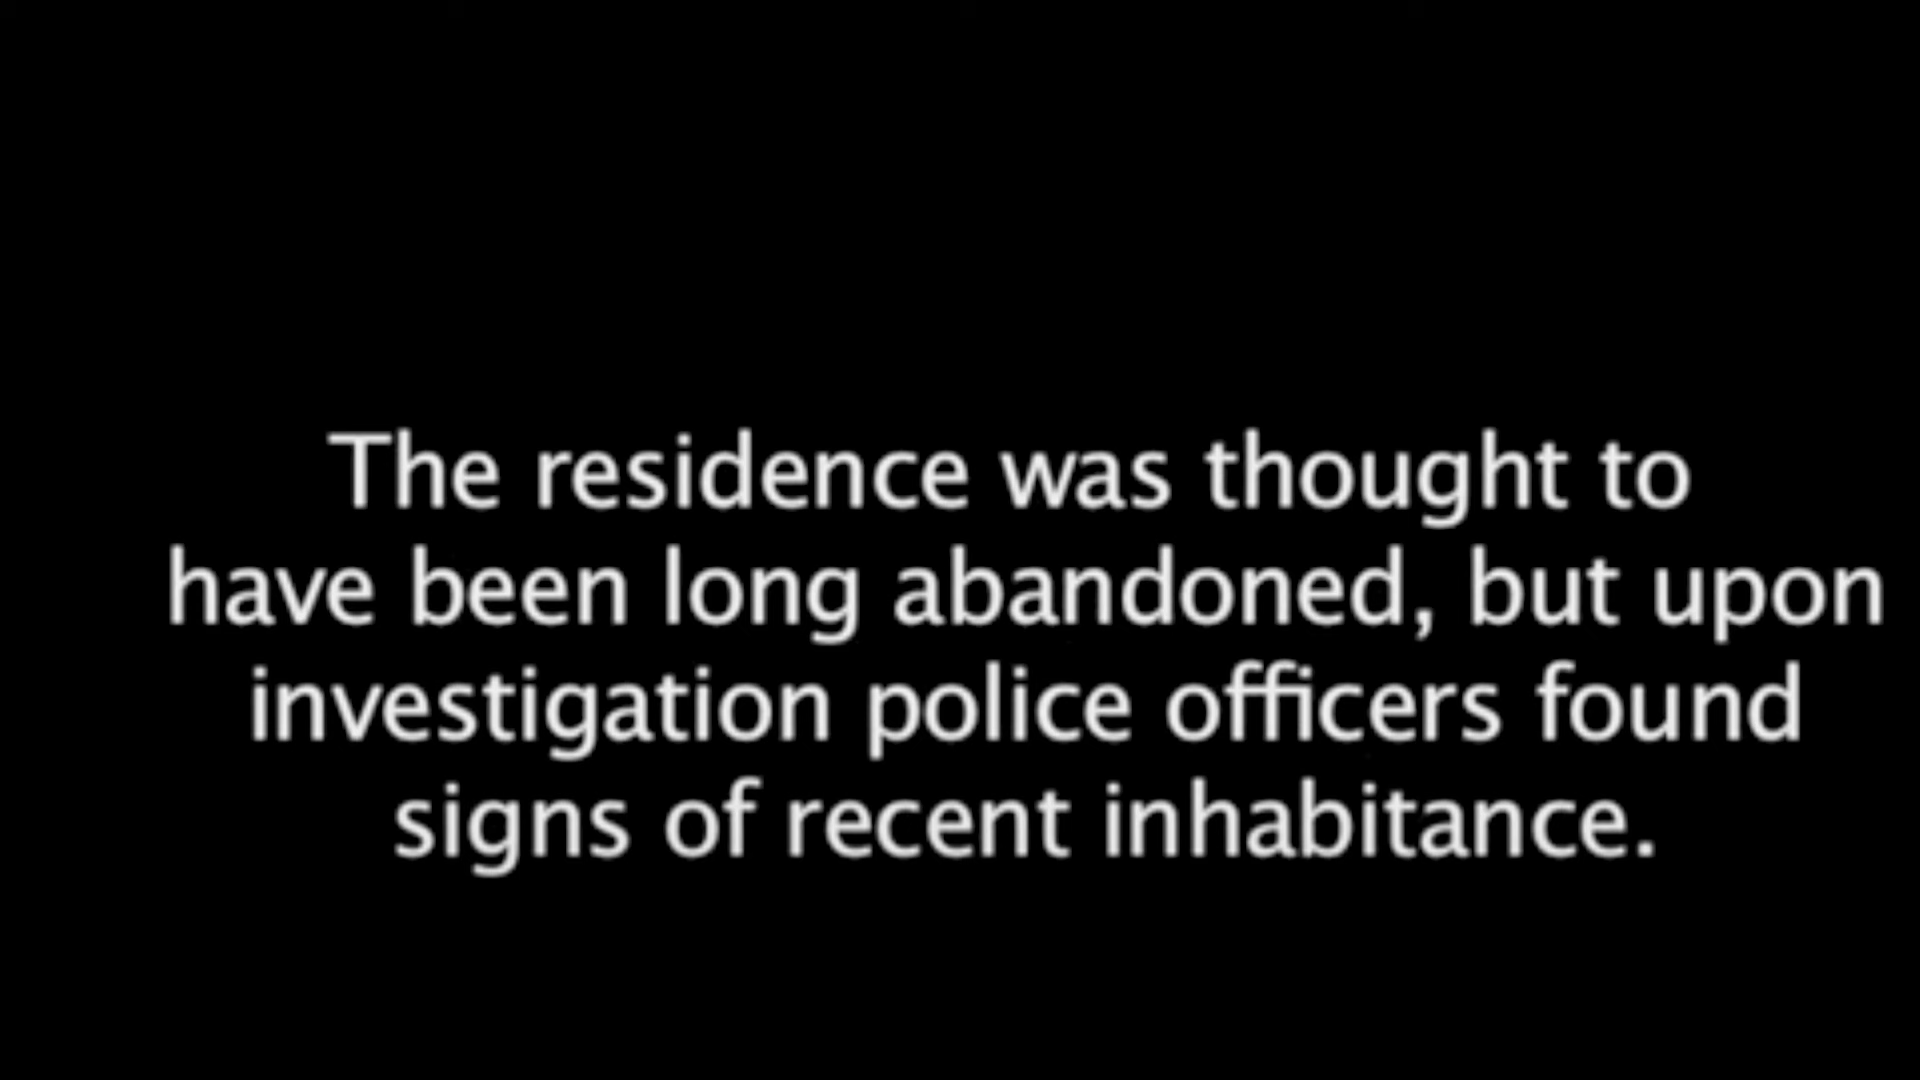 The residence was thought to
have been long abandoned, but upon
investigation police officers found
signs of recent inhabitance.